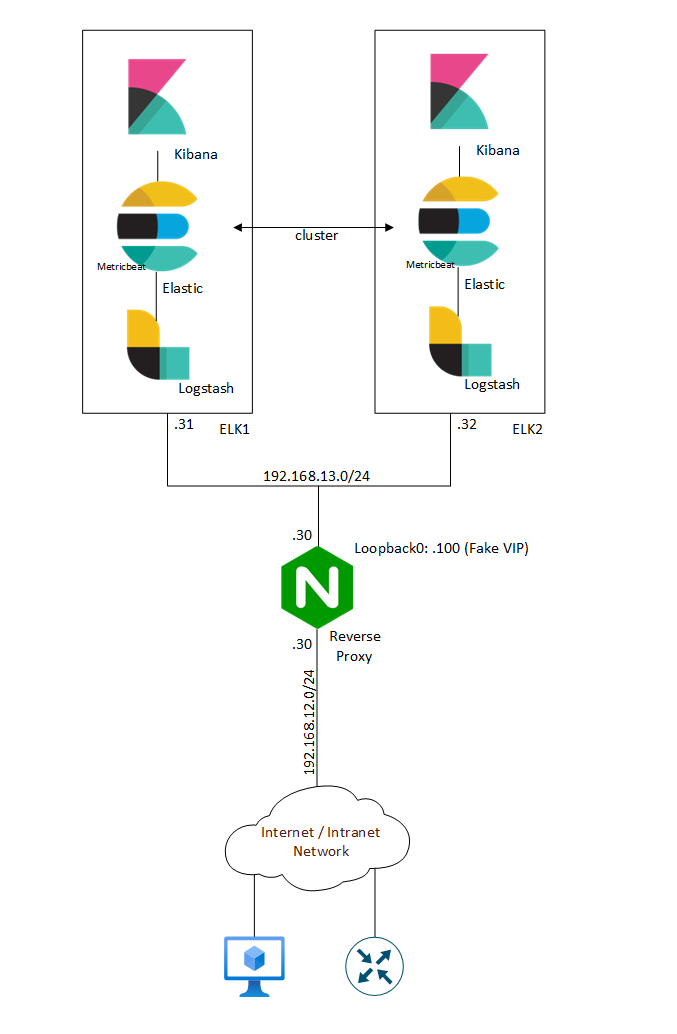 Kibana
Kibana
cluster
Metricbeat
Metricbeat
Elastic
Elastic
Logstash
Logstash
.31
ELK1
.32
ELK2
192.168.13.0/24
.30
Loopback0: .100 (Fake VIP)
N
.30
Reverse
Proxy
192.168.12.0/24
Internet / Intranet
Network